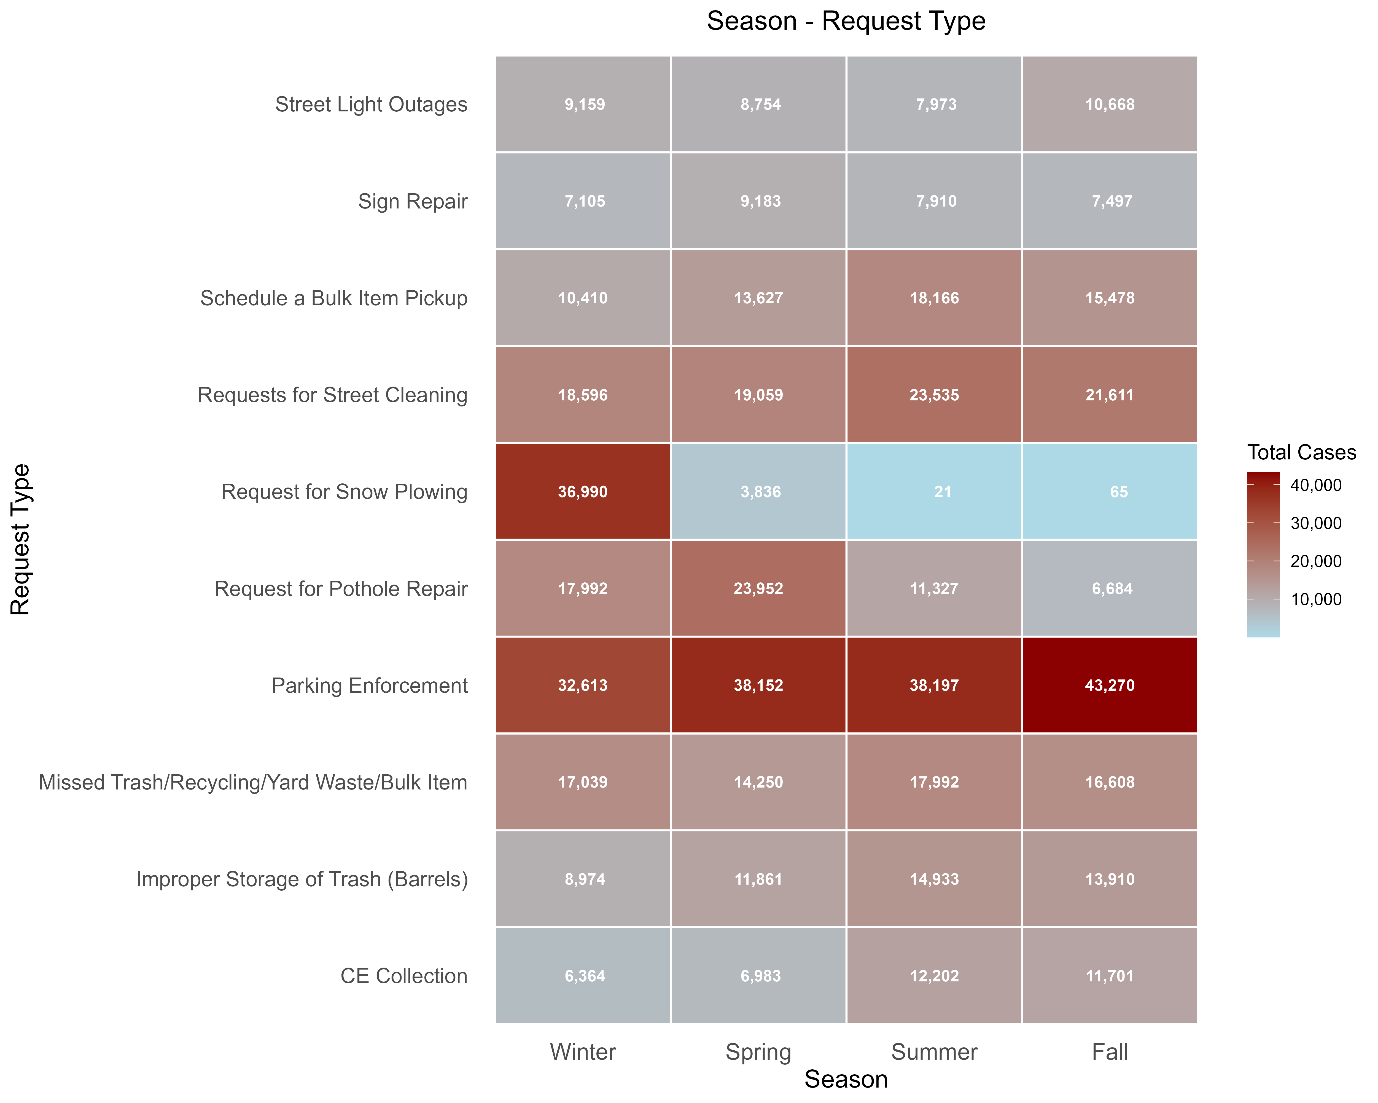 Season - Request Type
Street Light Outages 9,159 8,754 7,973 10,668
Sign Repair 7,105 9,183 7,910 7,497
Schedule a Bulk Item Pickup 10,410 13,627 18,166 15,478
Requests for Street Cleaning 18,596 19,059 23,535 21,611
Request for Snow Plowing 36,990 3,836 21 65
Request for Pothole Repair 17,992 23,952 11,327 6,684
Parking Enforcement 32,613 38,152 38,197 43,270
Missed Trash/Recycling/Yard Waste/Bulk Item 17,039 14,250 17,992 16,608
Improper Storage of Trash (Barrels) 8,974 11,861 14,933 13,910
CE Collection 6,364 6,983 12,202 11,701
Winter Spring Summer Fall
Season
Request Type
Total Cases
40,000
30,000
20,000
10,000